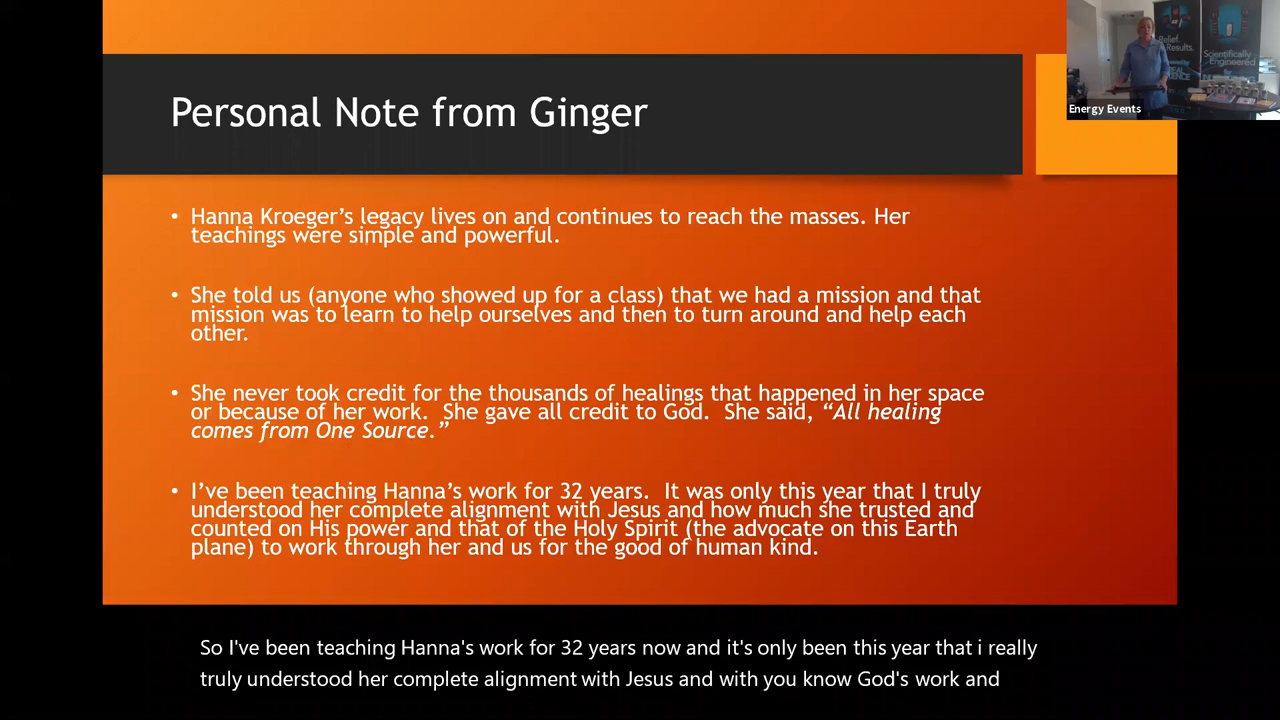 Personal Note from Ginger
Relief.
Results.
Scientifically
Engineered
Energy Events
• Hanna Kroeger’s legacy lives on and continues to reach the masses. Her
teachings were simple and powerful.
• She told us (anyone who showed up for a class) that we had a mission and that
mission was to learn to help ourselves and then to turn around and help each
other.
• She never took credit for the thousands of healings that happened in her space
or because of her work.  She gave all credit to God.  She said, “All healing
comes from One Source.”
• I’ve been teaching Hanna’s work for 32 years.  It was only this year that I truly
understood her complete alignment with Jesus and how much she trusted and
counted on His power and that of the Holy Spirit (the advocate on this Earth
plane) to work through her and us for the good of human kind.
So I've been teaching Hanna's work for 32 years now and it's only been this year that i really
truly understood her complete alignment with Jesus and with you know God's work and